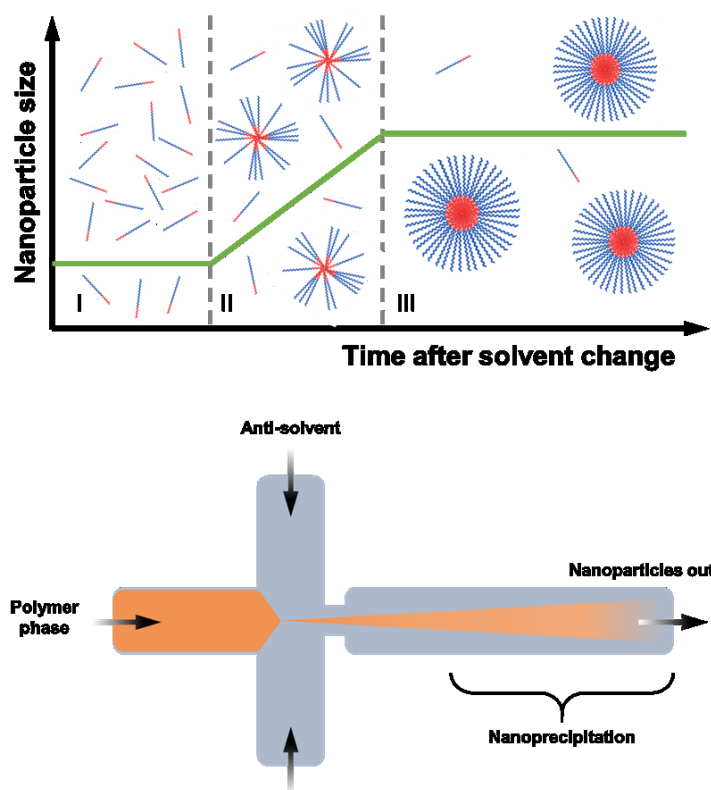 Nanoparticle size
I
II
III
Time after solvent change
Anti-solvent
Nanoparticles out
Polymer
phase
Nanoprecipitation